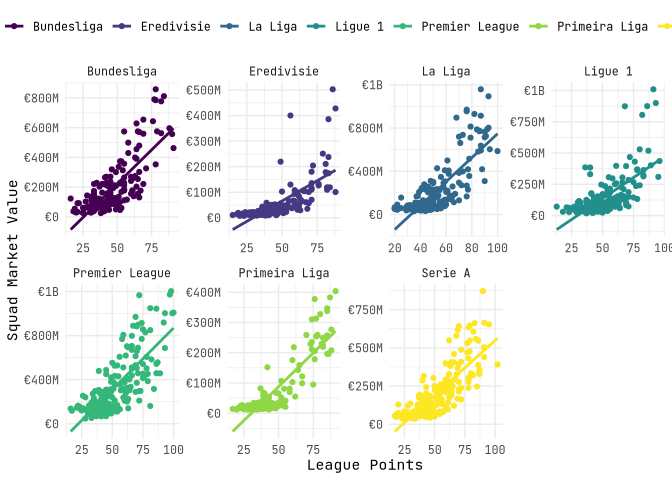 Bundesliga Eredivisie La Liga Ligue 1 Premier League Primeira Liga
Bundesliga Eredivisie La Liga Ligue 1
€800M €600M €400M €200M €0
€500M €400M €300M €200M €100M €0
€1B €800M €400M €0
€1B €750M €500M €250M €0
25 50 75
25 50 75
20 40 60 80 100
25 50 75 100
Squad Market Value
Premier League Primeira Liga Serie A
€1B €800M €400M €0
€400M €300M €200M €100M €0
€750M €500M €250M €0
25 50 75 100
25 50 75
25 50 75 100
League Points